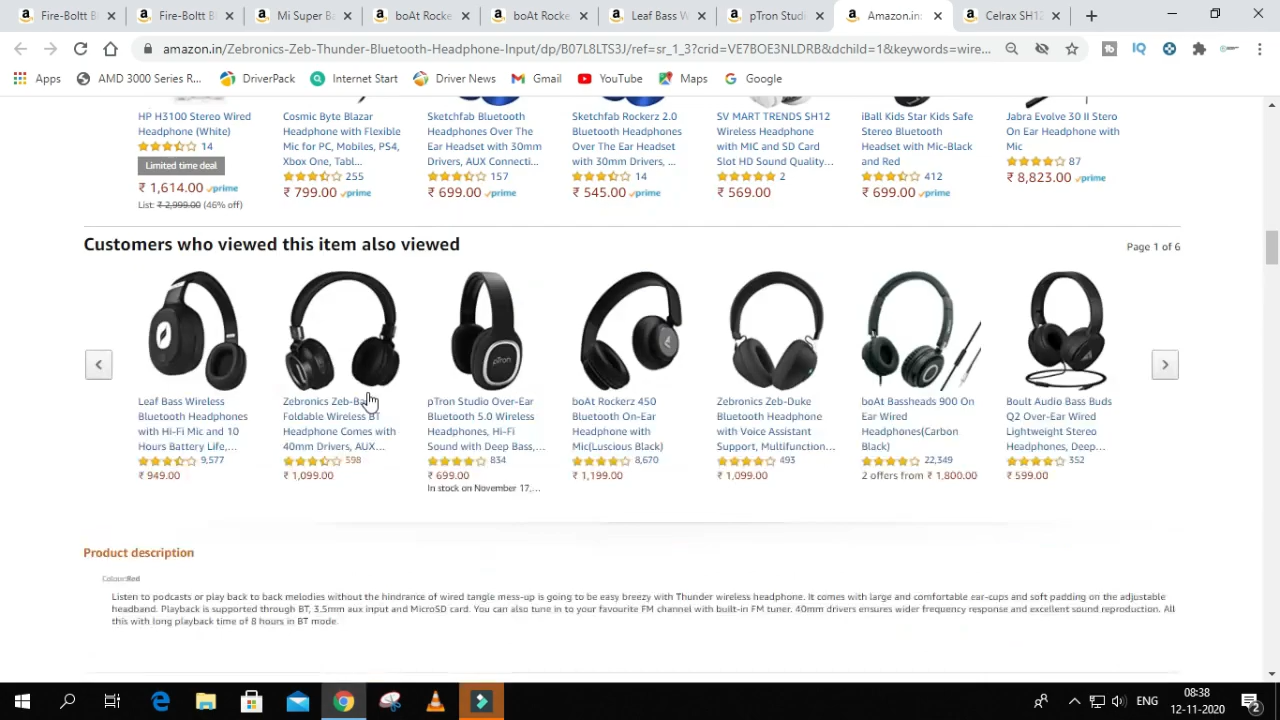 Fire-Boltt Bl
Fire-Boltt Bl
Mi Super Ba
boAt Rocke
boAt Rocke
Leaf Bass W
pTron Studi
Amazon.in:
Celrax SH12
amazon.in/Zebronics-Zeb-Thunder-Bluetooth-Headphone-Input/dp/B07L8LTS3J/ref=sr_1_3?crid=VE7BOE3NLDRB&dchild=1&keywords=wire...
Apps
AMD 3000 Series R...
DriverPack
Internet Start
Driver News
Gmail
YouTube
Maps
Google
HP H3100 Stereo Wired
Headphone (White)
14
Limited time deal
₹ 1,614.00 prime
List: ₹ 2,999.00 (46% off)
Cosmic Byte Blazar
Headphone with Flexible
Mic for PC, Mobiles, PS4,
Xbox One, Tabl...
255
₹ 799.00 prime
Sketchfab Bluetooth
Headphones Over The
Ear Headset with 30mm
Drivers, AUX Connecti...
157
₹ 699.00 prime
Sketchfab Rockerz 2.0
Bluetooth Headphones
Over The Ear Headset
with 30mm Drivers, ...
14
₹ 545.00 prime
SV MART TRENDS SH12
Wireless Headphone
with MIC and SD Card
Slot HD Sound Quality...
2
₹ 569.00
iBall Kids Star Kids Safe
Stereo Bluetooth
Headset with Mic-Black
and Red
412
₹ 699.00 prime
Jabra Evolve 30 II Stero
On Ear Headphone with
Mic
87
₹ 8,823.00 prime
Customers who viewed this item also viewed
Page 1 of 6
Leaf Bass Wireless
Bluetooth Headphones
with Hi-Fi Mic and 10
Hours Battery Life,...
9,577
₹ 949.00
Zebronics Zeb-Ba
Foldable Wireless BT
Headphone Comes with
40mm Drivers, AUX...
598
₹ 1,099.00
pTron
pTron Studio Over-Ear
Bluetooth 5.0 Wireless
Headphones, Hi-Fi
Sound with Deep Bass,...
834
₹ 699.00
In stock on November 17,...
boAt Rockerz 450
Bluetooth On-Ear
Headphone with
Mic(Luscious Black)
8,670
₹ 1,199.00
Zebronics Zeb-Duke
Bluetooth Headphone
with Voice Assistant
Support, Multifunction...
493
₹ 1,099.00
boAt Bassheads 900 On
Ear Wired
Headphones(Carbon
Black)
22,349
2 offers from ₹ 1,800.00
Boult Audio Bass Buds
Q2 Over-Ear Wired
Lightweight Stereo
Headphones, Deep...
352
₹ 599.00
Product description
Colour:Red
Listen to podcasts or play back to back melodies without the hindrance of wired tangle mess-up is going to be easy breezy with Thunder wireless headphone. It comes with large and comfortable ear-cups and soft padding on the adjustable
headband. Playback is supported through BT, 3.5mm aux input and MicroSD card. You can also tune in to your favourite FM channel with built-in FM tuner. 40mm drivers ensures wider frequency response and excellent sound reproduction. All
this with long playback time of 8 hours in BT mode.
ENG
08:38
12-11-2020
2